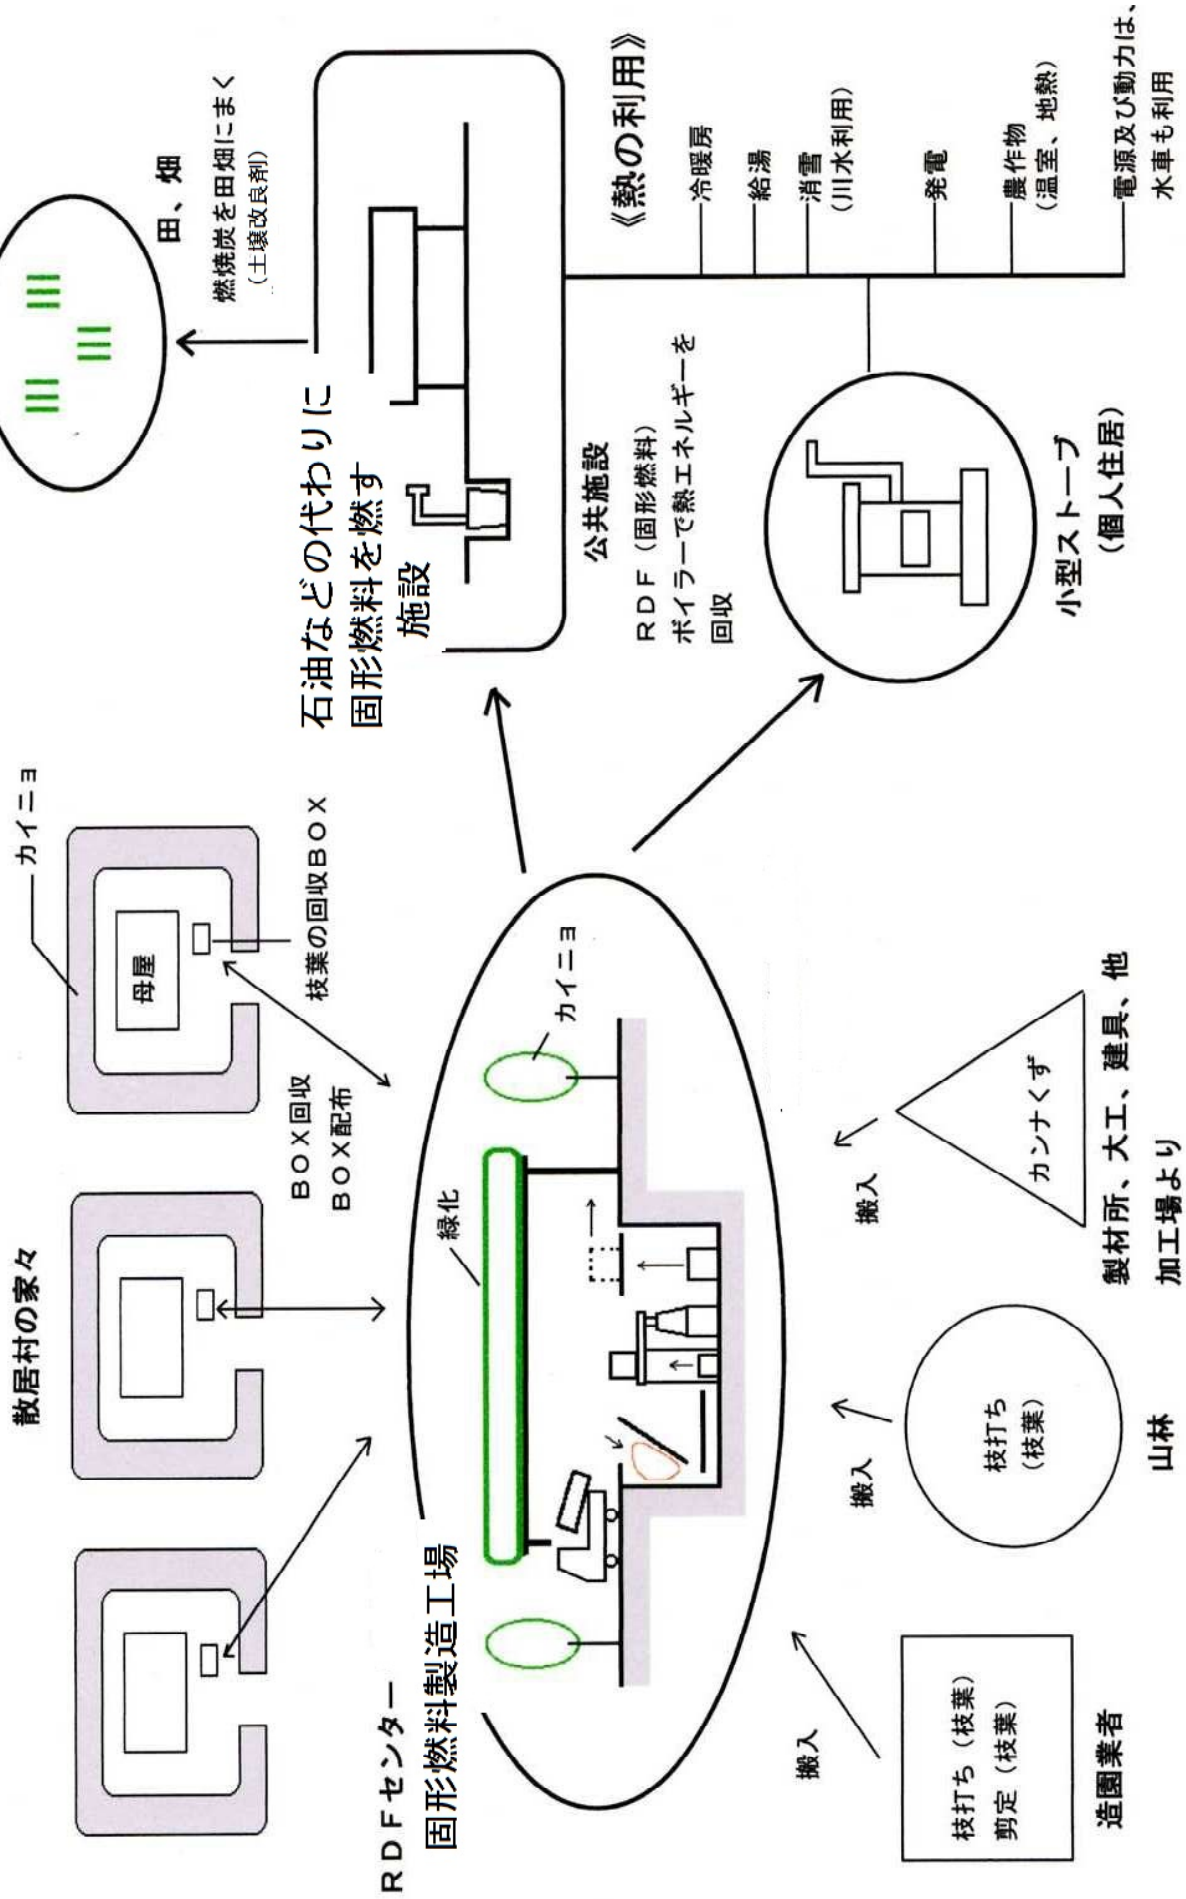 散居村の家々
カイニョ
母屋
枝葉の回収BOX
BOX回収
BOX配布
RDFセンター
固形燃料製造工場
緑化
カイニョ
搬入
枝打ち（枝葉）
剪定（枝葉）
造園業者
搬入
枝打ち
（枝葉）
山林
搬入
カンナくず
製材所、大工、建具、他
加工場より
田、畑
燃焼炭を田畑にまく
（土壌改良剤）
石油などの代わりに
固形燃料を燃す
施設
公共施設
RDF（固形燃料）
ボイラーで熱エネルギーを
回収
小型ストーブ
（個人住居）
《熱の利用》
冷暖房
給湯
消雪
（川水利用）
発電
農作物
（温室、地熱）
電源及び動力は、
水車も利用